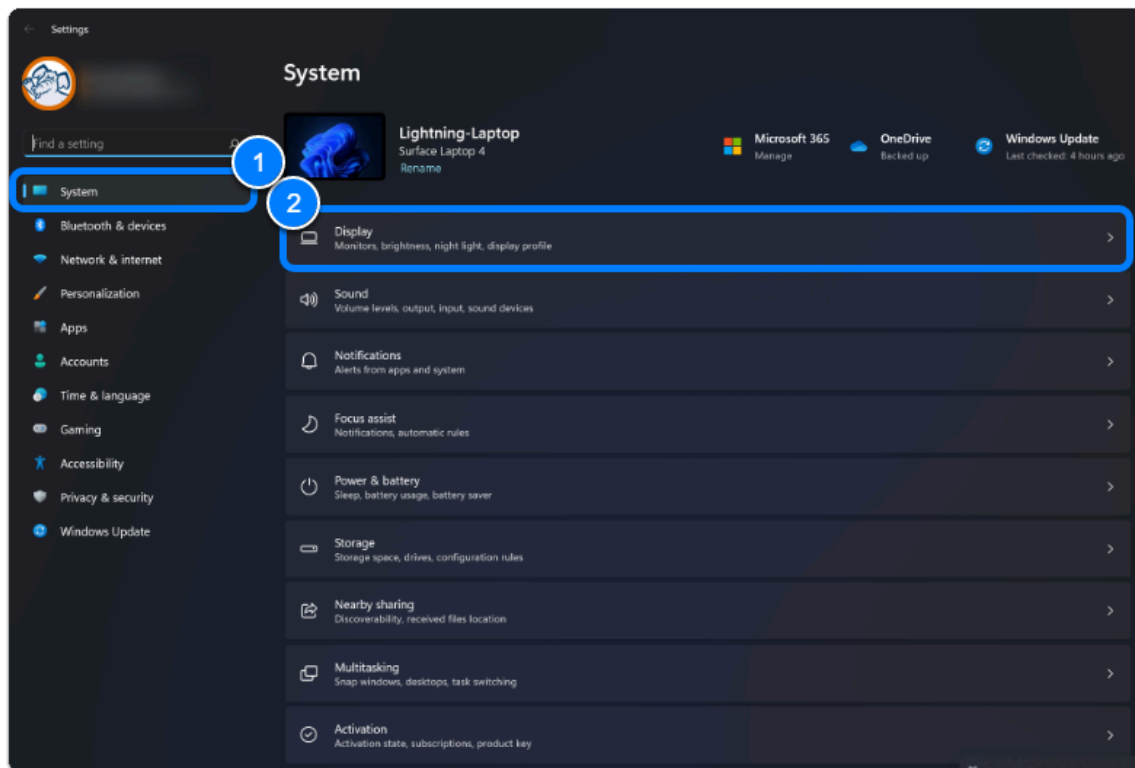 Settings
System
Find a setting
1
System
Bluetooth & devices
Network & internet
Personalization
Apps
Accounts
Time & language
Gaming
Accessibility
Privacy & security
Windows Update
Lightning-Laptop
Surface Laptop 4
Rename
Microsoft 365
Manage
OneDrive
Backed up
Windows Update
Last checked: 4 hours ago
2
Display
Monitors, brightness, night light, display profile
Sound
Volume levels, output, input, sound devices
Notifications
Alerts from apps and system
Focus assist
Notifications, automatic rules
Power & battery
Sleep, battery usage, battery saver
Storage
Storage space, drives, configuration rules
Nearby sharing
Discoverability, received files location
Multitasking
Snap windows, desktops, task switching
Activation
Activation state, subscriptions, product key